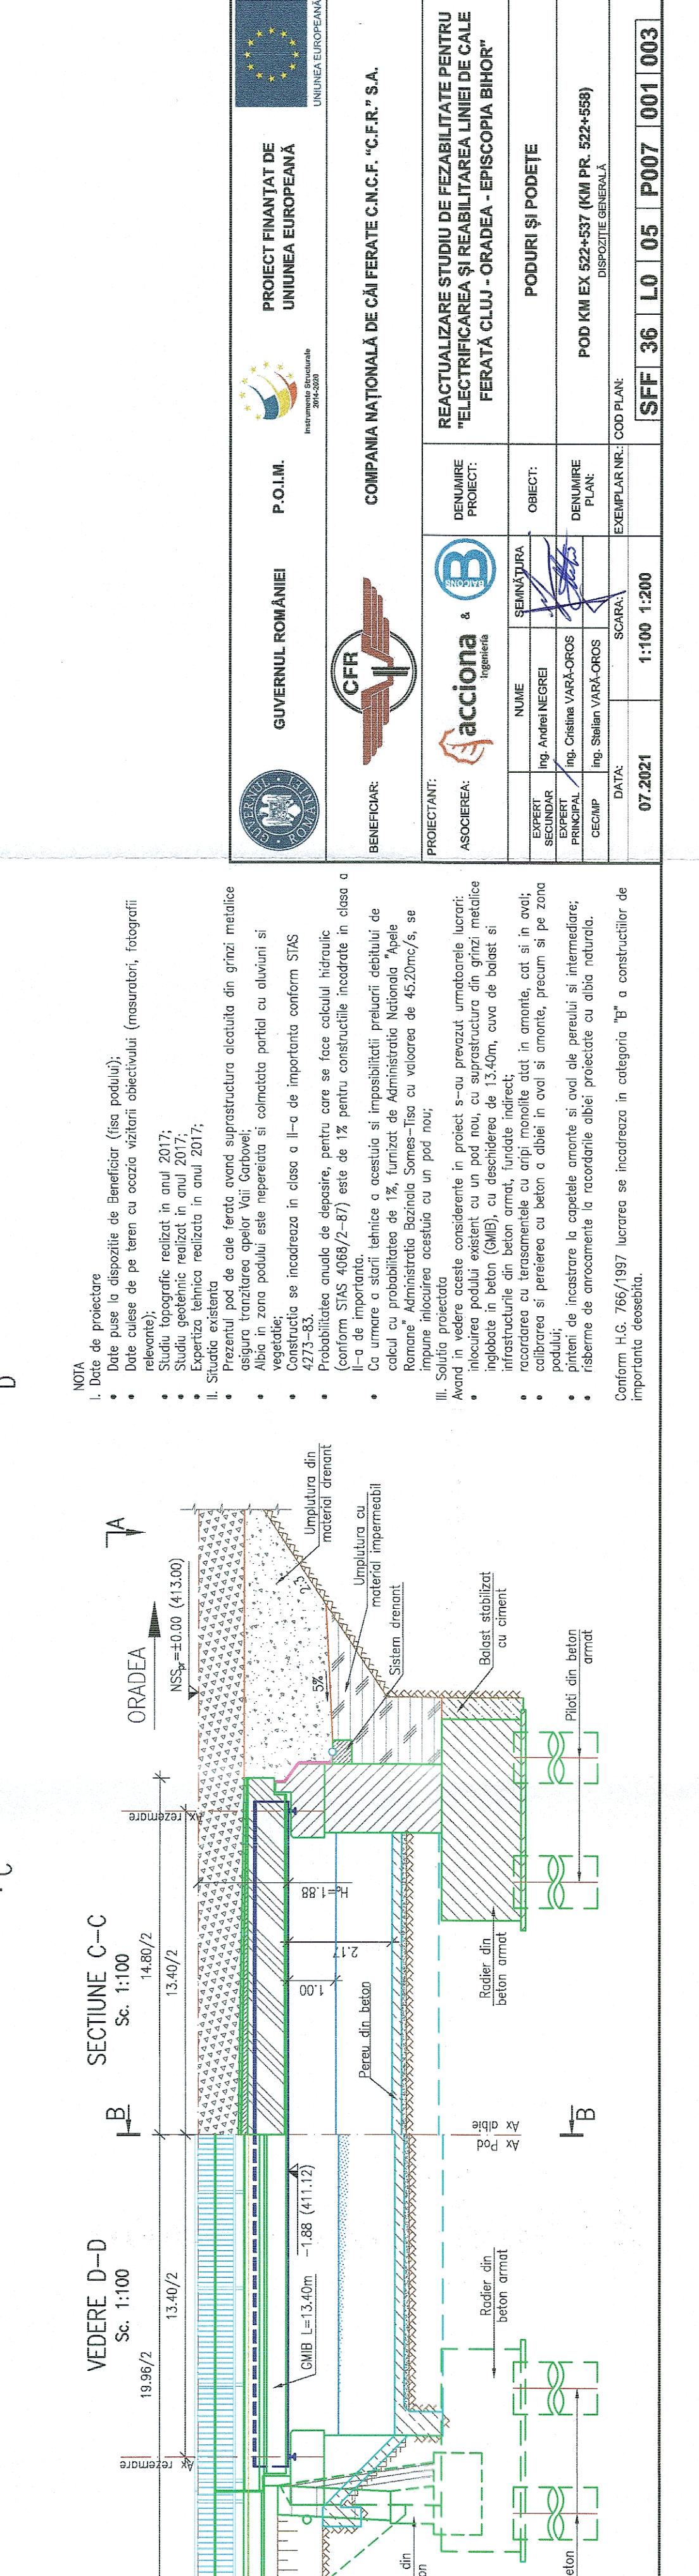 VEDERE D-D
Sc. 1:100
19.96/2
13.40/2
Ax rezemare
GMIB L=13.40m
-1.88 (411.12)
Radier din
beton armat
din
eton
Ax Pod
Ax albie
B
B
SECTIUNE C-C
Sc. 1:100
14.80/2
13.40/2
Ax rezemare
1.00
2.17
Pereu din beton
Radier din
beton armat
ORADEA
A
NSSpr=±0.00 (413.00)
5%
2:3
Umplutura din
material drenant
Umplutura cu
material impermeabil
Sistem drenant
Balast stabilizat
cu ciment
Piloti din beton
armat
C
D
NOTA
I. Date de proiectare
• Date puse la dispozitie de Beneficiar (fisa podului);
• Date culese de pe teren cu ocazia vizitarii obiectivului (masuratori, fotografii
relevante);
• Studiu topografic realizat in anul 2017;
• Studiu geotehnic realizat in anul 2017;
• Expertiza tehnica realizata in anul 2017;
II. Situatia existenta
• Prezentul pod de cale ferata avand suprastructura alcatuita din grinzi metalice
asigura tranzitarea apelor Vaii Garbovel;
• Albia in zona podului este nepereiata si colmatata partial cu aluviuni si
vegetatie;
• Constructia se incadreaza in clasa a II-a de importanta conform STAS
4273-83.
• Probabilitatea anuala de depasire, pentru care se face calculul hidraulic
(conform STAS 4068/2-87) este de 1% pentru constructiile incadrate in clasa a
II-a de importanta.
• Ca urmare a starii tehnice a acestuia si imposibilitatii preluarii debitului de
calcul cu probabilitatea de 1%, furnizat de Administratia Nationala "Apele
Romane" Administratia Bazinala Somes-Tisa cu valoarea de 45.20mc/s, se
impune inlocuirea acestuia cu un pod nou;
III. Solutia proiectata
Avand in vedere aceste considerente in proiect s-au prevazut urmatoarele lucrari:
• inlocuirea podului existent cu un pod nou, cu suprastructura din grinzi metalice
inglobate in beton (GMIB), cu deschiderea de 13.40m, cuva de balast si
infrastructurile din beton armat, fundate indirect;
• racordarea cu terasamentele cu aripi monolite atat in amonte, cat si in aval;
• calibrarea si pereierea cu beton a albiei in aval si amonte, precum si pe zona
podului;
• pinteni de incastrare la capetele amonte si aval ale pereului si intermediare;
• risberme de anrocamente la racordarile albiei proiectate cu albia naturala.
Conform H.G. 766/1997 lucrarea se incadreaza in categoria "B" a constructiilor de
importanta deosebita.
GUVERNUL ROMÂNIEI
GUVERNUL ROMÂNIEI
P.O.I.M.
Instrumente Structurale
2014-2020
PROIECT FINANȚAT DE
UNIUNEA EUROPEANĂ
UNIUNEA EUROPEANĂ
BENEFICIAR:
CFR
COMPANIA NAȚIONALĂ DE CĂI FERATE C.N.C.F. "C.F.R." S.A.
PROIECTANT:
ASOCIEREA:
acciona
Ingeniería
&
BAICONS
DENUMIRE
PROIECT:
REACTUALIZARE STUDIU DE FEZABILITATE PENTRU
"ELECTRIFICAREA ȘI REABILITAREA LINIEI DE CALE
FERATĂ CLUJ - ORADEA - EPISCOPIA BIHOR"
NUME
SEMNĂTURA
EXPERT
SECUNDAR
ing. Andrei NEGREI
EXPERT
PRINCIPAL
ing. Cristina VARĂ-OROS
CEC/MP
ing. Stelian VARĂ-OROS
OBIECT:
PODURI ȘI PODEȚE
DENUMIRE
PLAN:
POD KM EX 522+537 (KM PR. 522+558)
DISPOZIȚIE GENERALĂ
DATA:
07.2021
SCARA:
1:100 1:200
EXEMPLAR NR.:
COD PLAN:
SFF 36 L0 05 P007 001 003